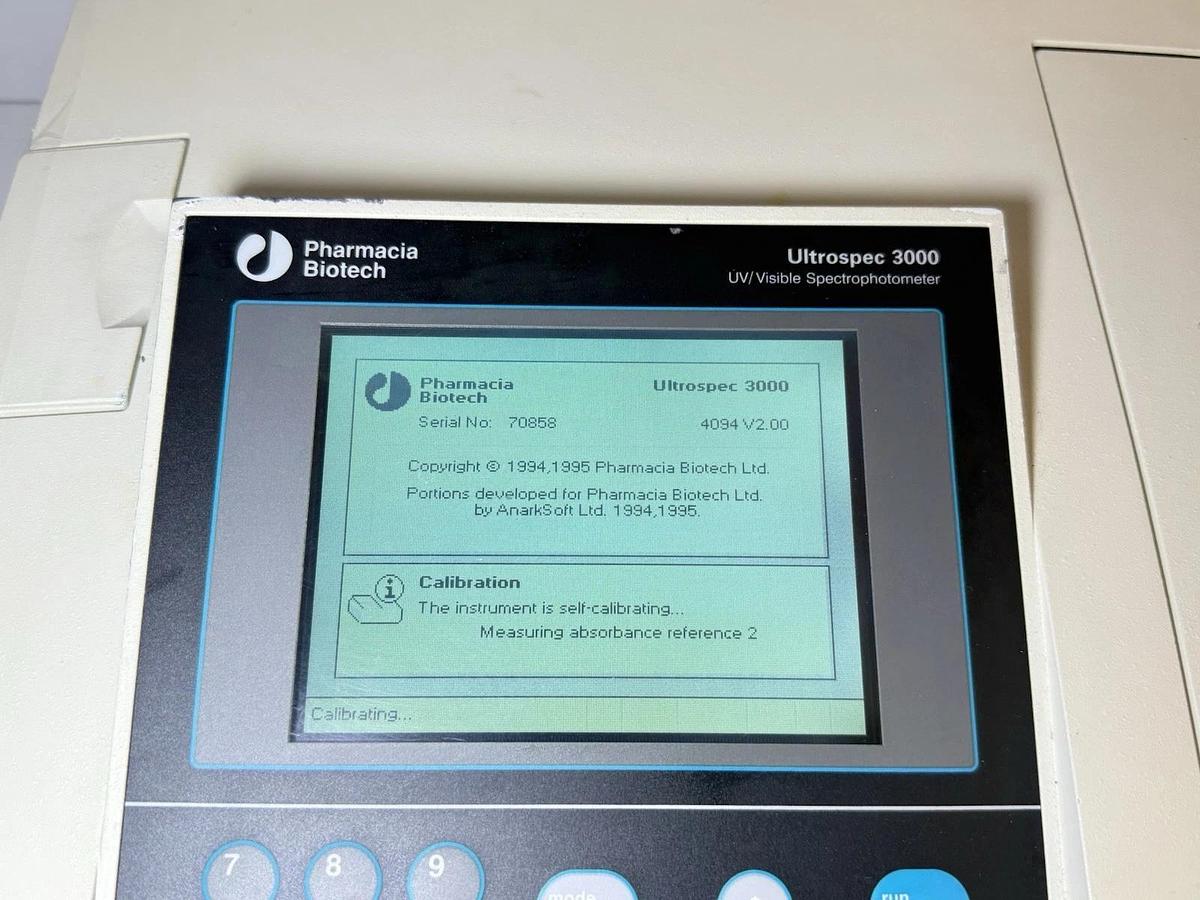 Pharmacia
Biotech
Ultrospec 3000
UV/Visible Spectrophotometer
Pharmacia
Biotech
Ultrospec 3000
Serial No: 70858
4094 V2.00
Copyright © 1994,1995 Pharmacia Biotech Ltd.
Portions developed for Pharmacia Biotech Ltd.
by AnarkSoft Ltd. 1994,1995.
i
Calibration
The instrument is self-calibrating...
Measuring absorbance reference 2
Calibrating...
7 8 9
mode
run